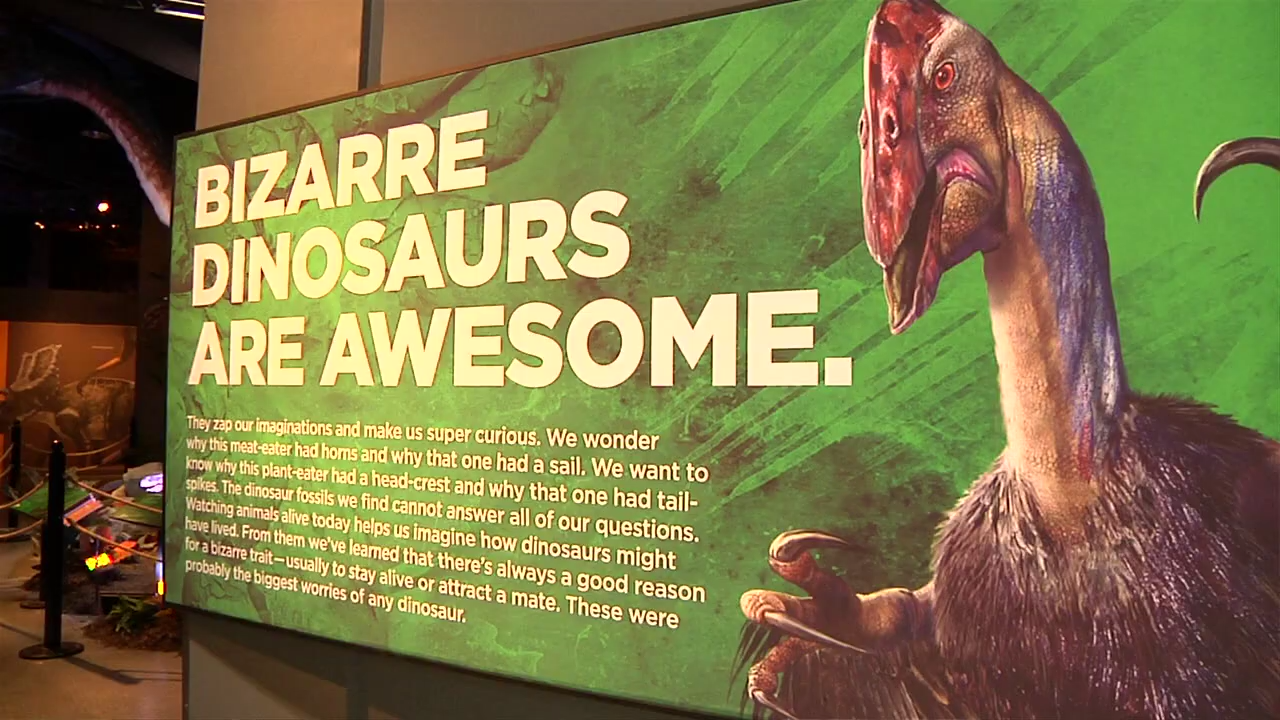 BIZARRE
DINOSAURS
ARE AWESOME.
They zap our imaginations and make us super curious. We wonder
why this meat-eater had horns and why that one had a sail. We want to
know why this plant-eater had a head-crest and why that one had tail-
spikes. The dinosaur fossils we find cannot answer all of our questions.
Watching animals alive today helps us imagine how dinosaurs might
have lived. From them we've learned that there's always a good reason
for a bizarre trait—usually to stay alive or attract a mate. These were
probably the biggest worries of any dinosaur.